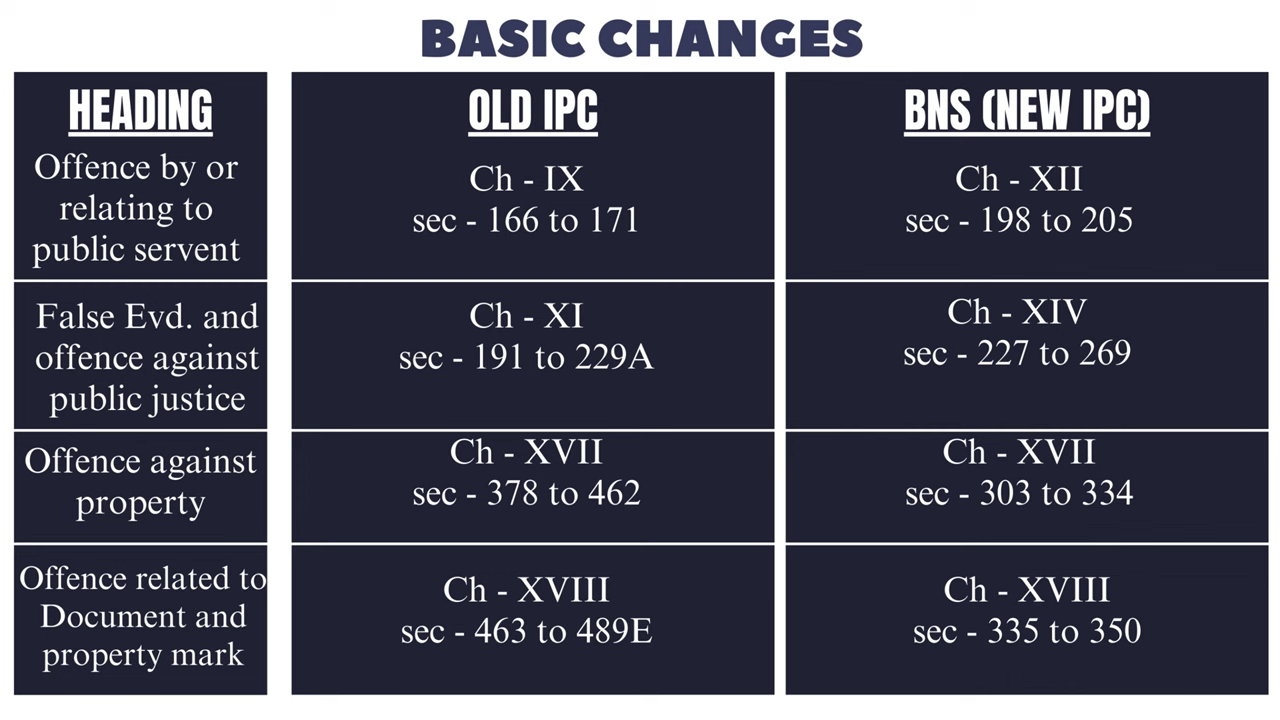 BASIC CHANGES
HEADING
OLD IPC
BNS (NEW IPC)
Offence by or
relating to
public servent
Ch - IX
sec - 166 to 171
Ch - XII
sec - 198 to 205
False Evd. and
offence against
public justice
Ch - XI
sec - 191 to 229A
Ch - XIV
sec - 227 to 269
Offence against
property
Ch - XVII
sec - 378 to 462
Ch - XVII
sec - 303 to 334
Offence related to
Document and
property mark
Ch - XVIII
sec - 463 to 489E
Ch - XVIII
sec - 335 to 350